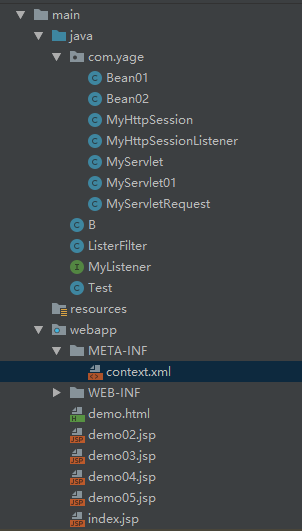 main
java
com.yage
Bean01
Bean02
MyHttpSession
MyHttpSessionListener
MyServlet
MyServlet01
MyServletRequest
B
ListerFilter
MyListener
Test
resources
webapp
META-INF
context.xml
WEB-INF
demo.html
demo02.jsp
demo03.jsp
demo04.jsp
demo05.jsp
index.jsp